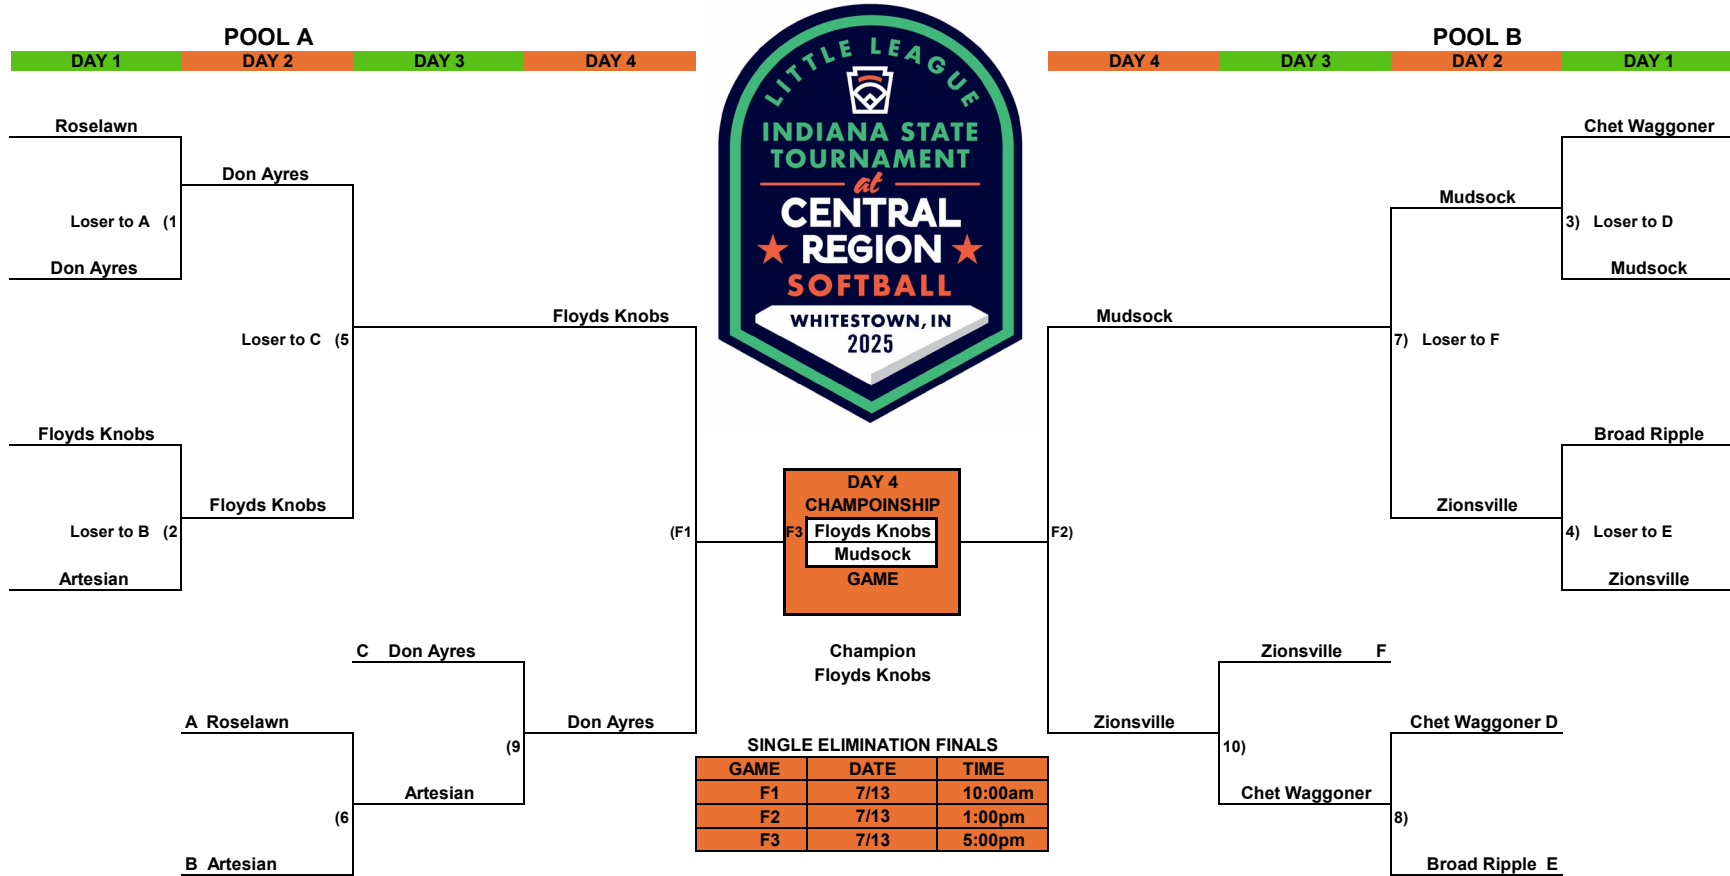 POOL A
POOL B
DAY 1 DAY 2 DAY 3 DAY 4
DAY 4 DAY 3 DAY 2 DAY 1
LITTLE LEAGUE
INDIANA STATE
TOURNAMENT
at
CENTRAL
REGION
SOFTBALL
WHITESTOWN, IN
2025
Roselawn
Don Ayres
Loser to A (1
Don Ayres
Floyds Knobs
Loser to C (5
Floyds Knobs
Floyds Knobs
Loser to B (2
Artesian
(F1
C Don Ayres
A Roselawn
Don Ayres
(9
Artesian
(6
B Artesian
DAY 4
CHAMPOINSHIP
F3 Floyds Knobs
Mudsock
GAME
Champion
Floyds Knobs
SINGLE ELIMINATION FINALS
GAME DATE TIME
F1 7/13 10:00am
F2 7/13 1:00pm
F3 7/13 5:00pm
Chet Waggoner
Mudsock
3) Loser to D
Mudsock
Mudsock
7) Loser to F
Broad Ripple
Zionsville
4) Loser to E
Zionsville
F2)
Zionsville F
Zionsville
Chet Waggoner D
10)
Chet Waggoner
8)
Broad Ripple E